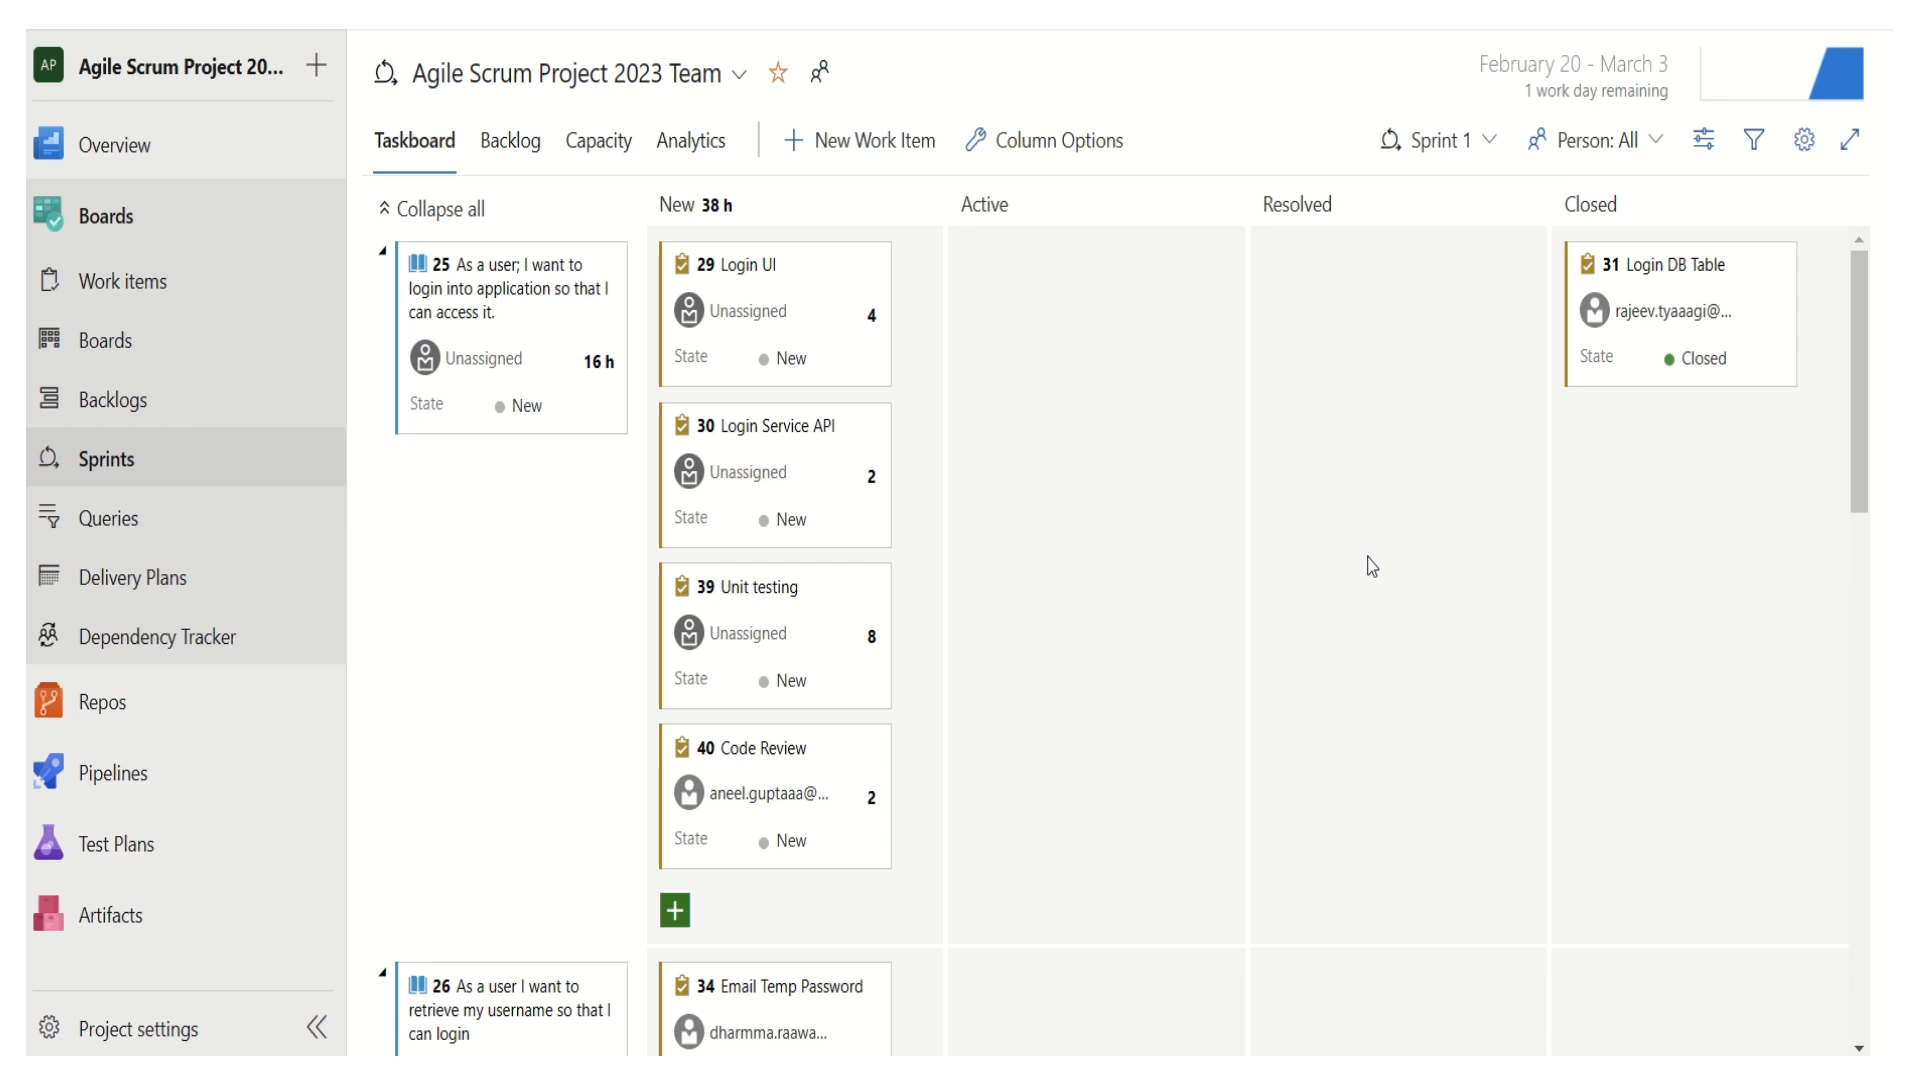 AP Agile Scrum Project 20...
Overview
Boards
Work items
Boards
Backlogs
Sprints
Queries
Delivery Plans
Dependency Tracker
Repos
Pipelines
Test Plans
Artifacts
Project settings
Agile Scrum Project 2023 Team
February 20 - March 3
1 work day remaining
Taskboard Backlog Capacity Analytics New Work Item Column Options Sprint 1 Person: All
Collapse all
New 38 h
Active
Resolved
Closed
25 As a user; I want to
login into application so that I
can access it.
Unassigned 16 h
State New
29 Login UI
Unassigned 4
State New
30 Login Service API
Unassigned 2
State New
39 Unit testing
Unassigned 8
State New
40 Code Review
aneel.guptaaa@... 2
State New
31 Login DB Table
rajeev.tyaaagi@...
State Closed
26 As a user I want to
retrieve my username so that I
can login
34 Email Temp Password
dharmma.raawa...